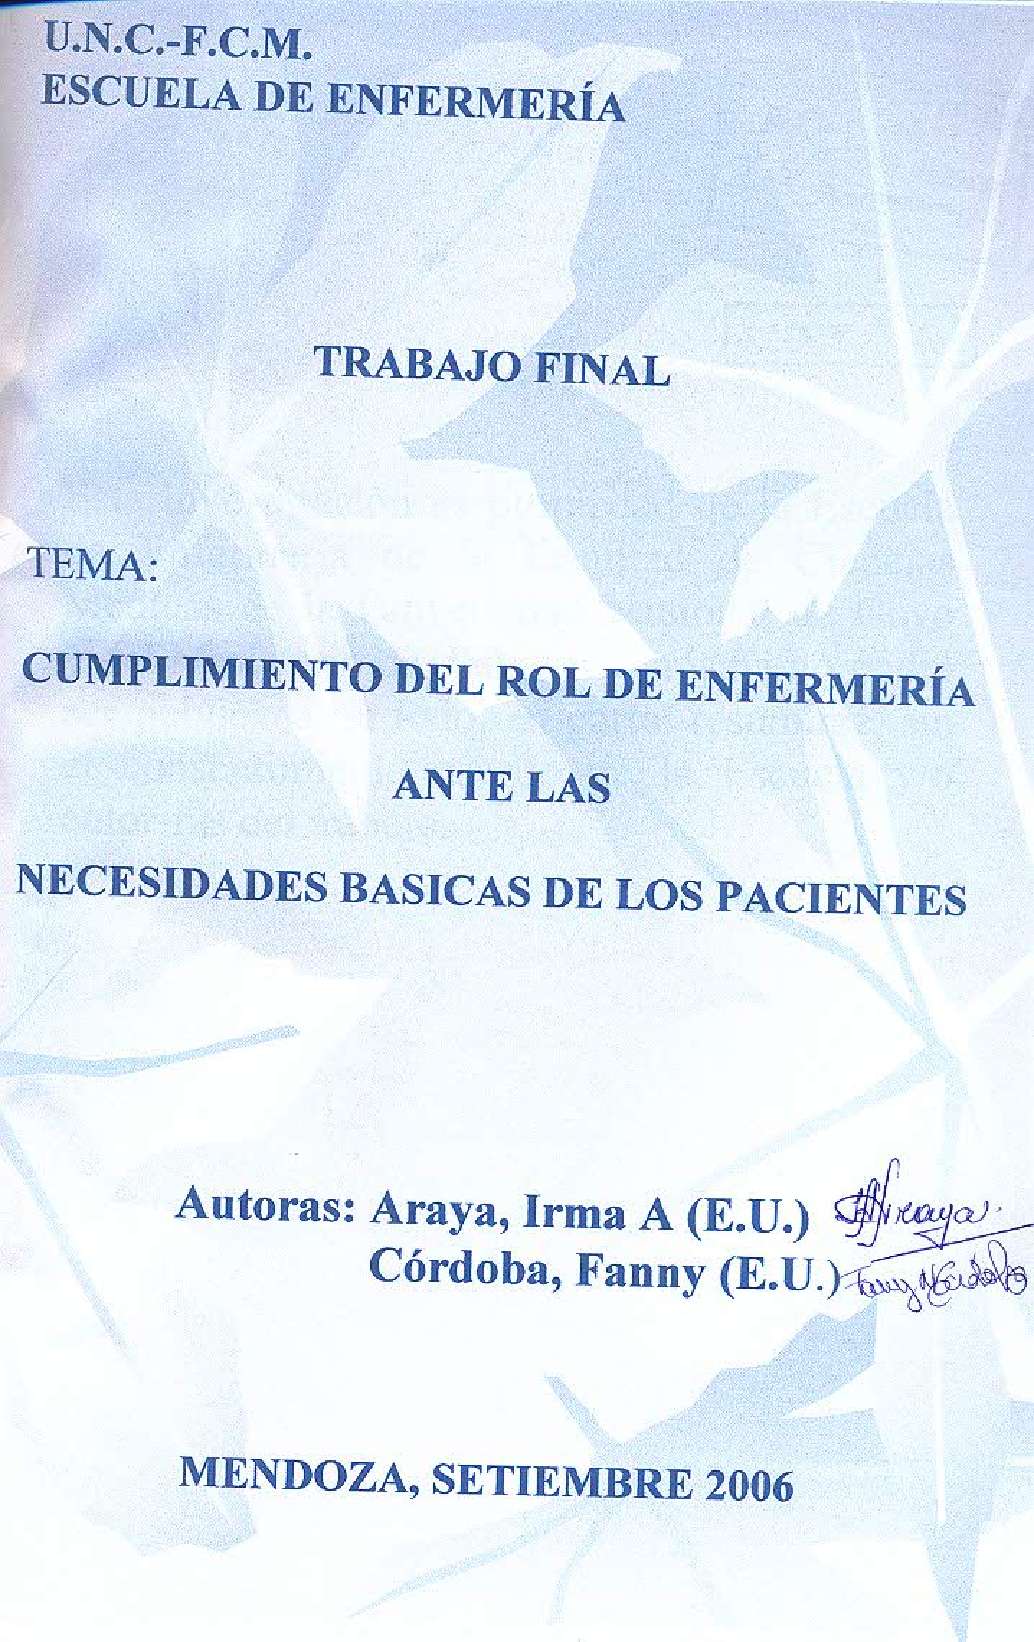 U.N.C.-F.C.M.
ESCUELA DE ENFERMERÍA
TRABAJO FINAL
TEMA:
CUMPLIMIENTO DEL ROL DE ENFERMERÍA
ANTE LAS
NECESIDADES BASICAS DE LOS PACIENTES
Autoras: Araya, Irma A (E.U.)
Córdoba, Fanny (E.U.)
MENDOZA, SETIEMBRE 2006